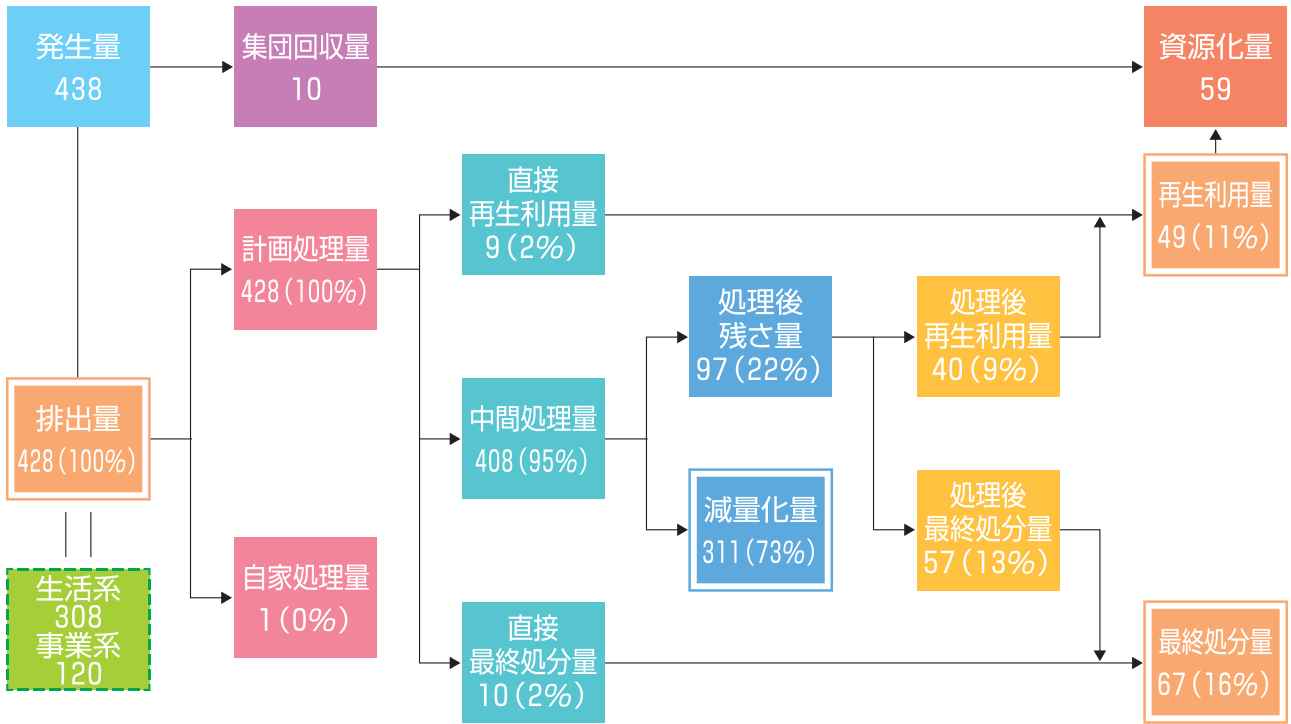 発生量
438
集団回収量
10
資源化量
59
直接
再生利用量
9(2%)
再生利用量
49(11%)
計画処理量
428(100%)
処理後
残さ量
97(22%)
処理後
再生利用量
40(9%)
排出量
428(100%)
中間処理量
408(95%)
減量化量
311(73%)
処理後
最終処分量
57(13%)
自家処理量
1(0%)
生活系
308
事業系
120
直接
最終処分量
10(2%)
最終処分量
67(16%)